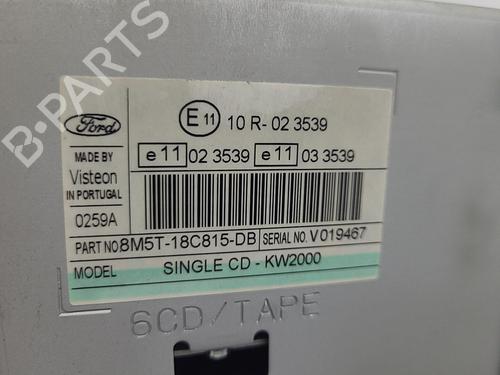 B-PARTS
Ford
E 11 10 R- 02 3539
MADE BY
e 11 02 3539 e 11 03 3539
Visteon
IN PORTUGAL
0259A
PART NO. 8M5T-18C815-DB SERIAL NO. V 019467
MODEL SINGLE CD - KW2000
6CD/TAPE